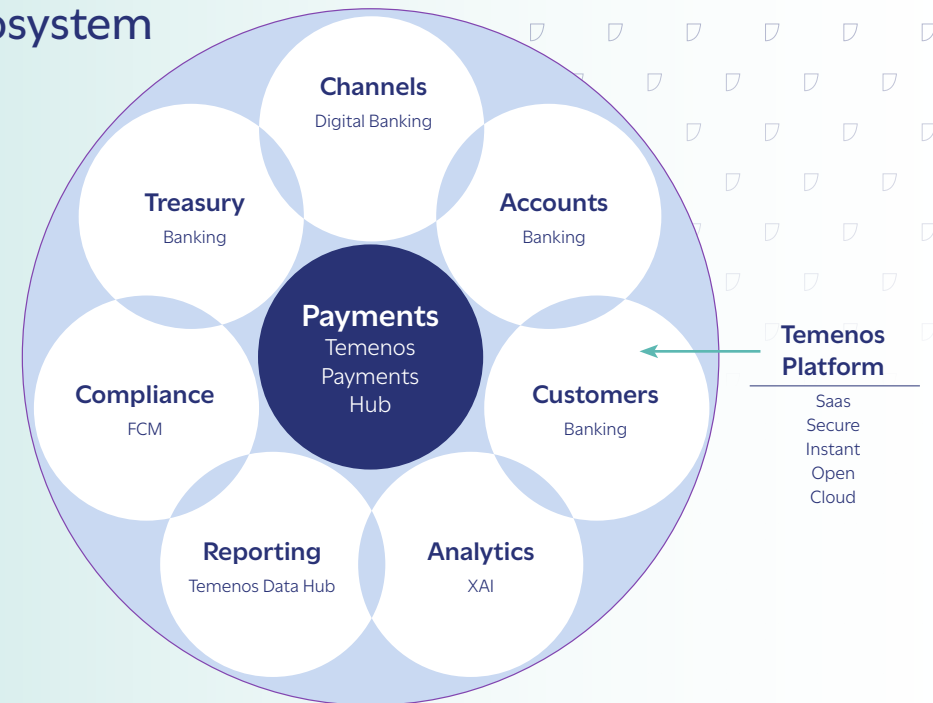 osystem
Channels
Digital Banking
Treasury
Banking
Accounts
Banking
Payments
Temenos
Payments
Hub
Temenos
Platform
Saas
Secure
Instant
Open
Cloud
Compliance
FCM
Customers
Banking
Reporting
Temenos Data Hub
Analytics
XAI